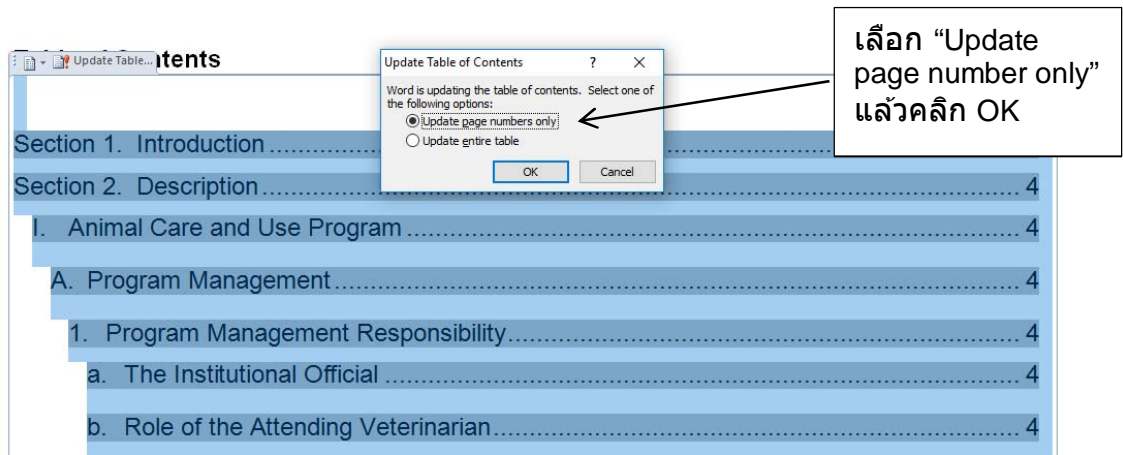 เลือก “Update
page number only”
แล้วคลิก OK
Update Table...
ntents
Update Table of Contents ? ×
Word is updating the table of contents. Select one of
the following options:
Update page numbers only
Update entire table
OK Cancel
Section 1. Introduction
Section 2. Description 4
I. Animal Care and Use Program 4
A. Program Management 4
1. Program Management Responsibility 4
a. The Institutional Official 4
b. Role of the Attending Veterinarian 4